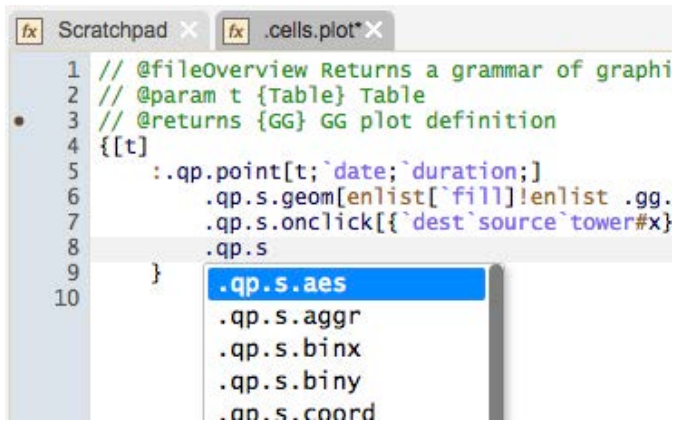 fx Scratchpad × fx .cells.plot* ×
1 // @fileOverview Returns a grammar of graphi
2 // @param t {Table} Table
3 // @returns {GG} GG plot definition
4 {[t]
5 :.qp.point[t;`date;`duration;]
6 .qp.s.geom[enlist[`fill]!enlist .gg.
7 .qp.s.onclick[{`dest`source`tower#x}
8 .qp.s
9 }
10
.qp.s.aes
.qp.s.aggr
.qp.s.binx
.qp.s.biny
.qp.s.coord